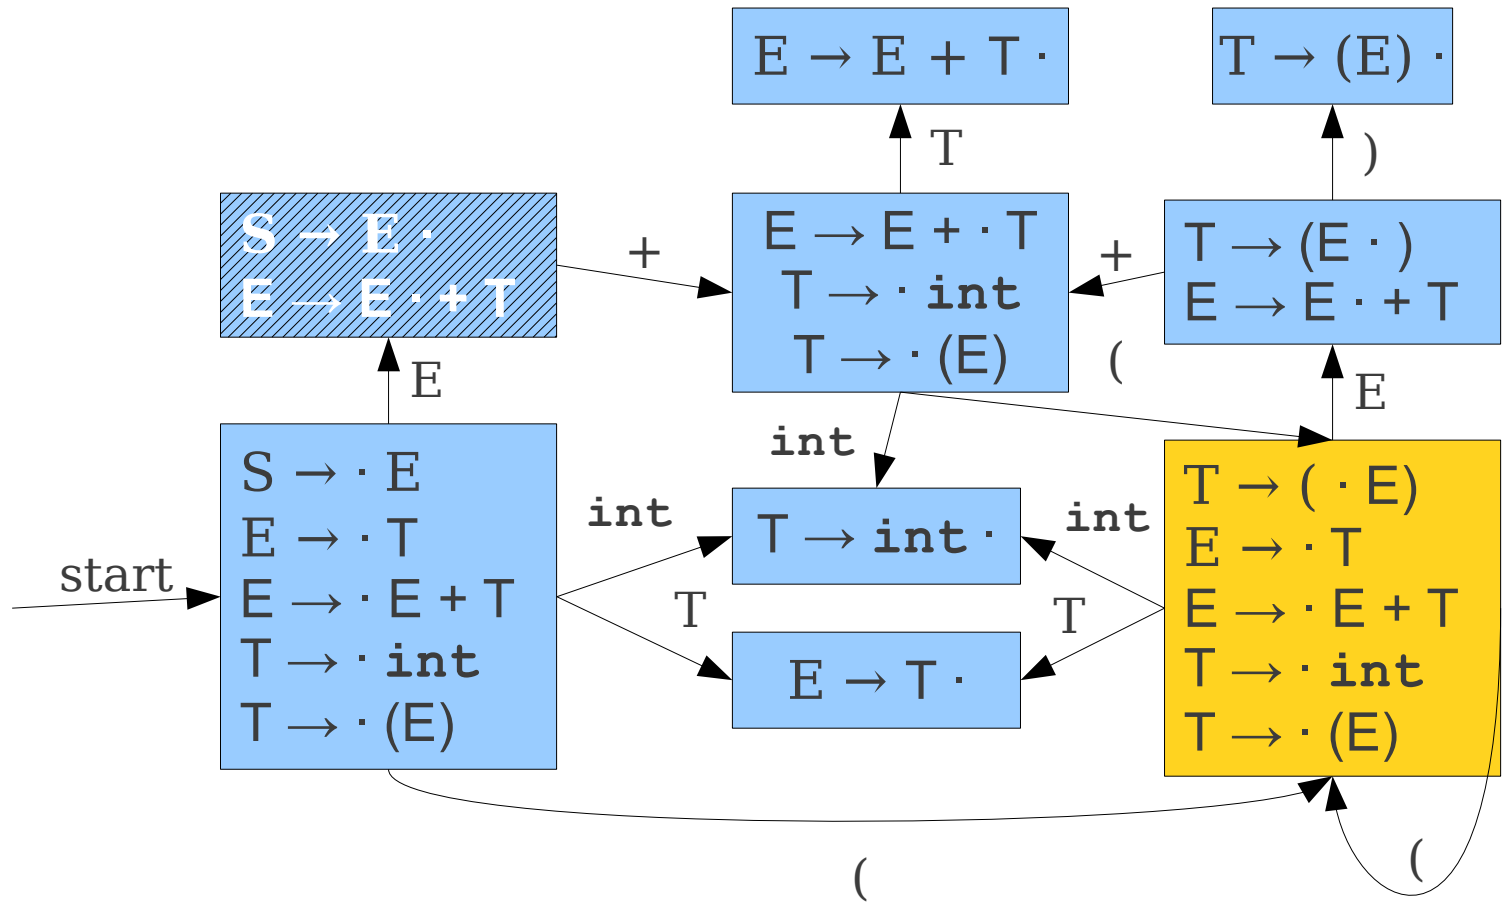 E → E + T ·
T → (E) ·
T
)
S → E ·
E → E · + T
+
E → E + · T
T → · int
T → · (E)
+
T → (E · )
E → E · + T
E
(
E
int
S → · E
E → · T
E → · E + T
T → · int
T → · (E)
start
int
T
T → int ·
E → T ·
int
T
T → ( · E)
E → · T
E → · E + T
T → · int
T → · (E)
(
(